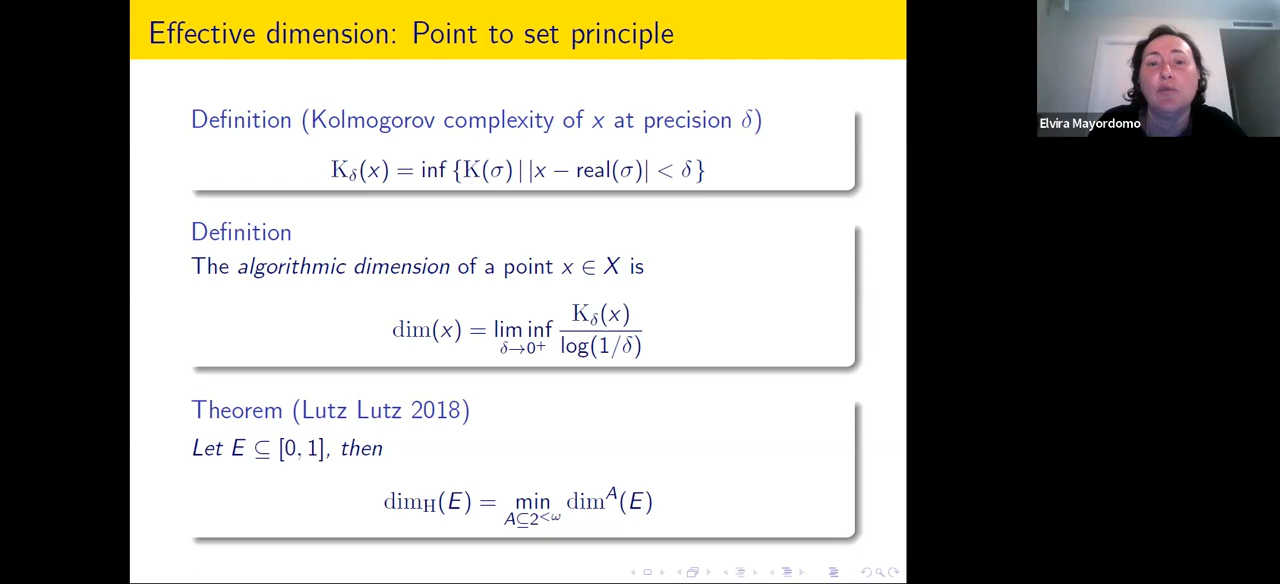 Effective dimension: Point to set principle
Elvira Mayordomo
Definition (Kolmogorov complexity of x at precision δ)
K_δ(x) = inf {K(σ) | |x − real(σ)| < δ}
Definition
The algorithmic dimension of a point x ∈ X is
dim(x) = lim inf_{δ→0⁺} K_δ(x) / log(1/δ)
Theorem (Lutz Lutz 2018)
Let E ⊆ [0, 1], then
dim_H(E) = min_{A⊆2^{<ω}} dim^A(E)